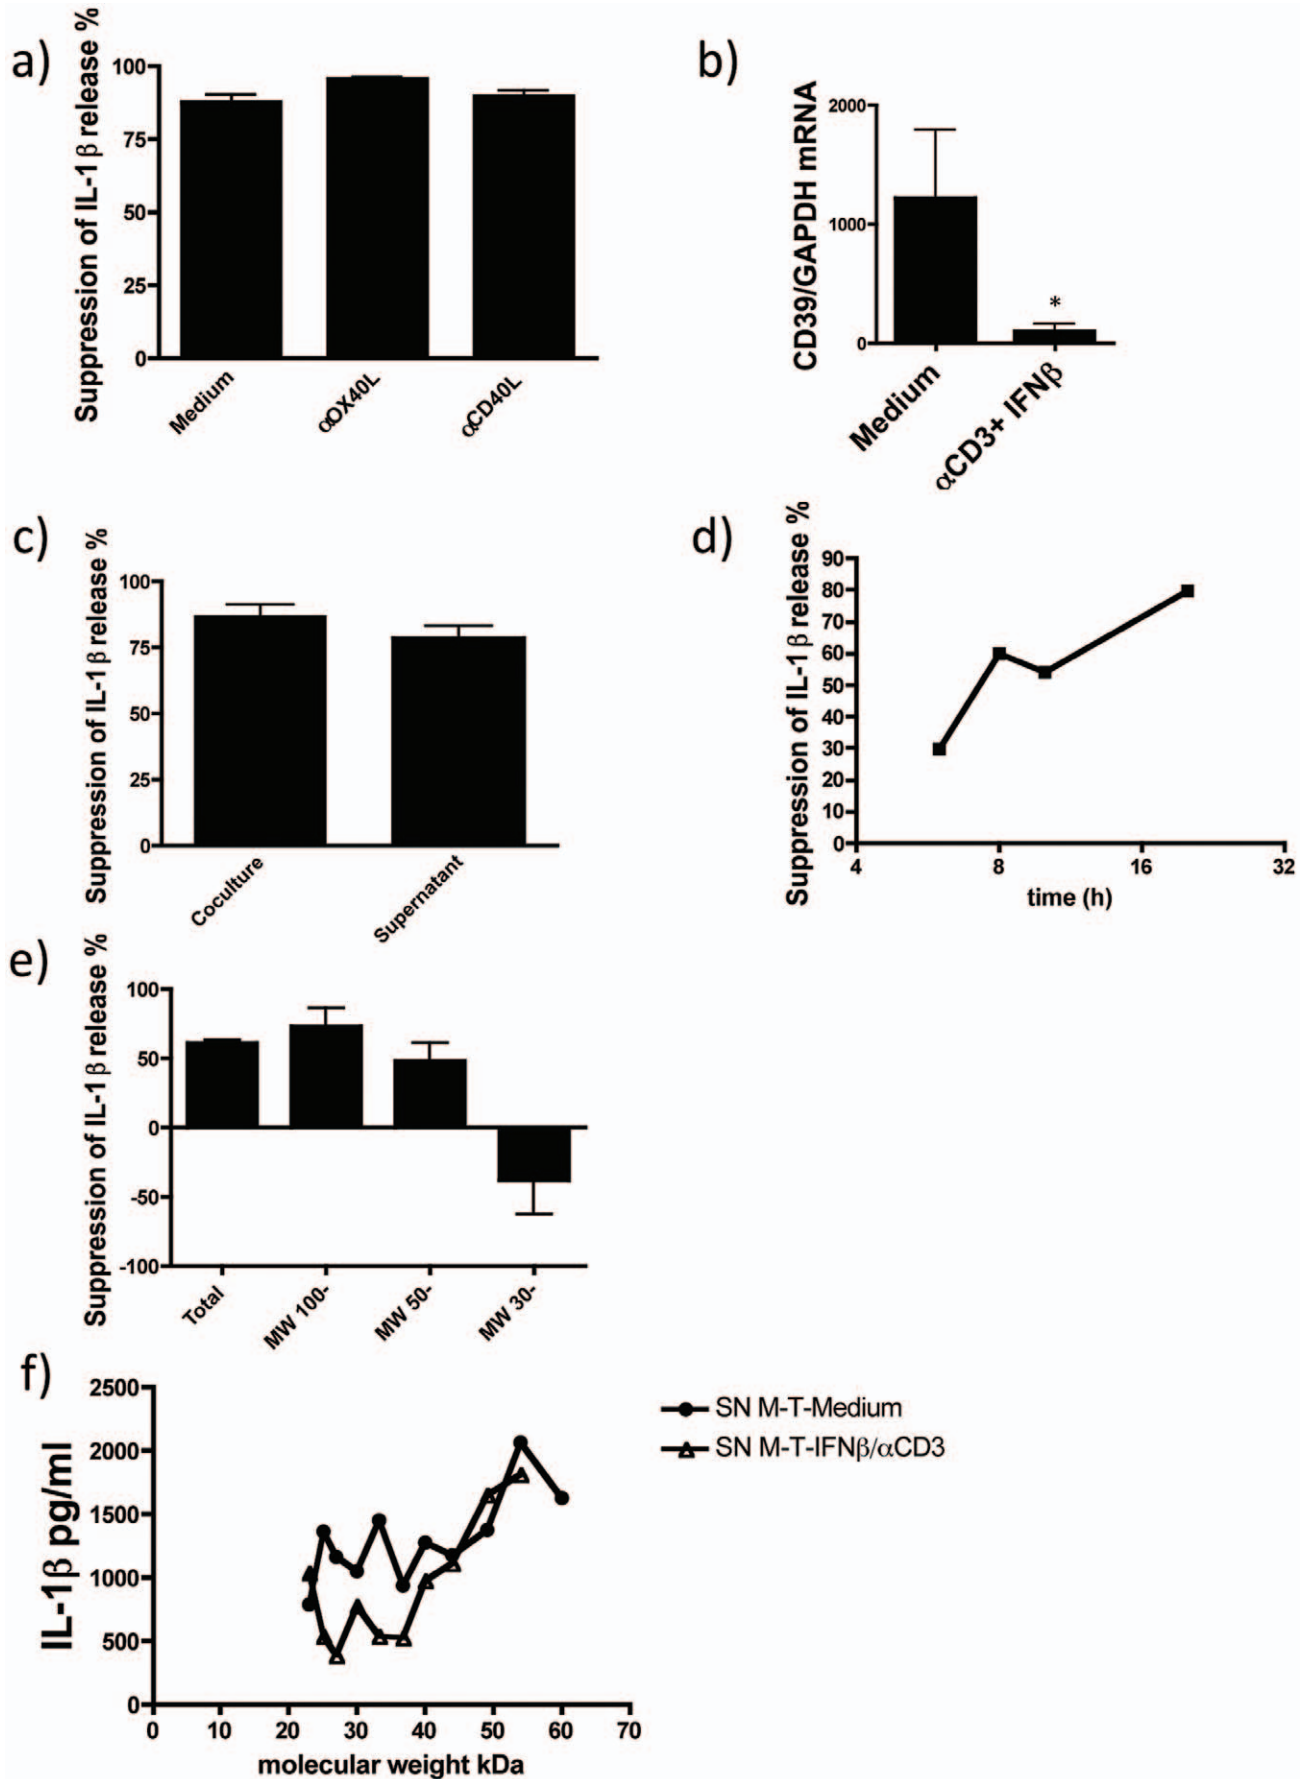 a)
Suppression of IL-1 β release %
100
75
50
25
0
Medium
αOX40L
αCD40L
b)
CD39/GAPDH mRNA
2000
1000
0
*
Medium
αCD3+ IFNβ
c)
Suppression of IL-1 β release %
100
75
50
25
0
Coculture
Supernatant
d)
Suppression of IL-1 β release %
90
80
70
60
50
40
30
20
10
0
4
8
16
32
time (h)
e)
Suppression of IL-1 β release %
100
50
0
-50
-100
Total
MW 100-
MW 50-
MW 30-
f)
IL-1β pg/ml
2500
2000
1500
1000
500
0
0
10
20
30
40
50
60
70
molecular weight kDa
SN M-T-Medium
SN M-T-IFNβ/αCD3